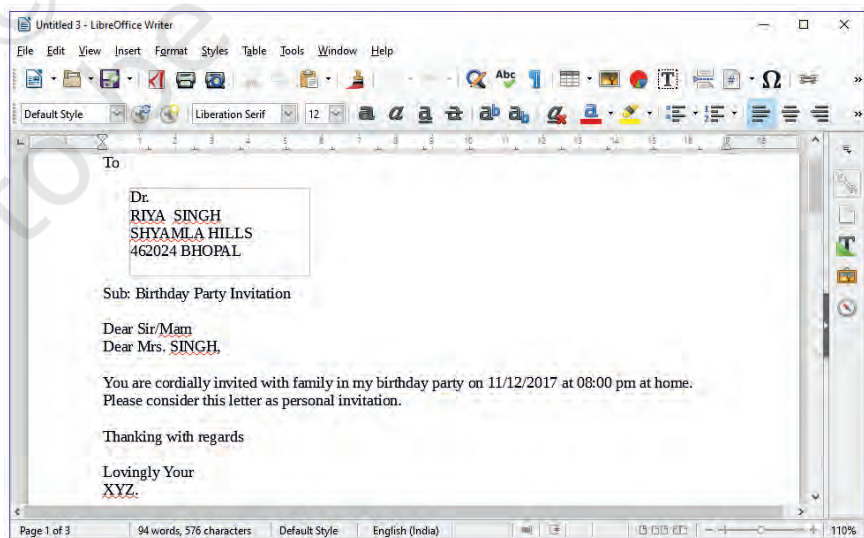 Untitled 3 - LibreOffice Writer
File Edit View Insert Format Styles Table Tools Window Help
Default Style Liberation Serif 12
To
Dr.
RIYA SINGH
SHYAMLA HILLS
462024 BHOPAL
Sub: Birthday Party Invitation
Dear Sir/Mam
Dear Mrs. SINGH,
You are cordially invited with family in my birthday party on 11/12/2017 at 08:00 pm at home.
Please consider this letter as personal invitation.
Thanking with regards
Lovingly Your
XYZ.
Page 1 of 3 94 words, 576 characters Default Style English (India) 110%